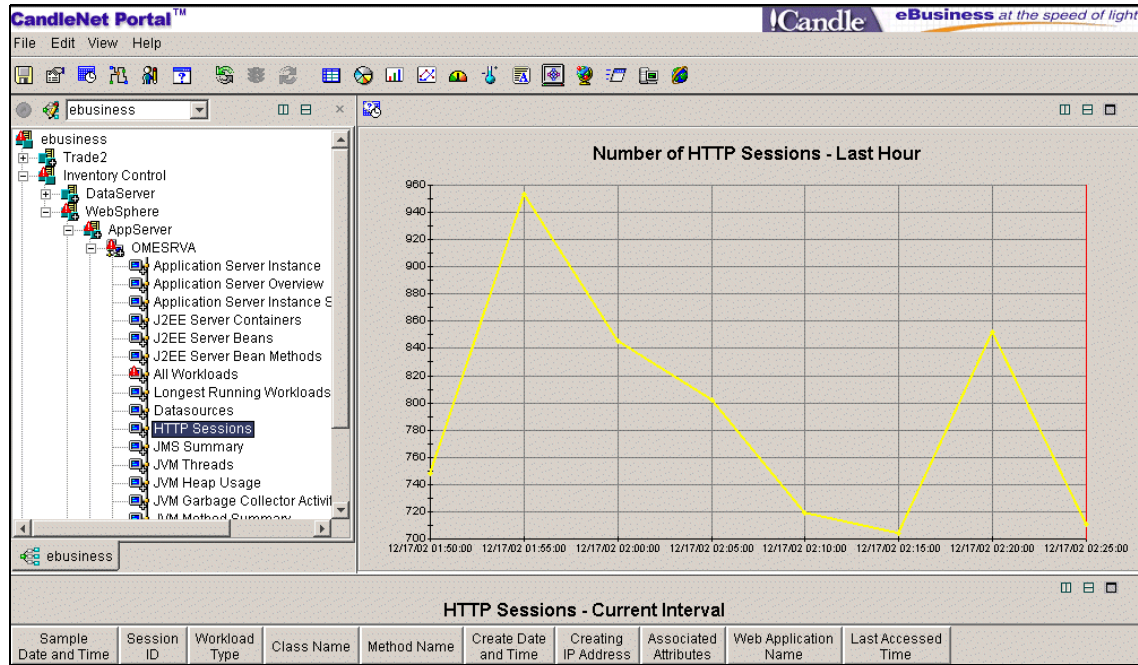 CandleNet Portal™
!Candle eBusiness at the speed of light
File Edit View Help
ebusiness
ebusiness
Trade2
Inventory Control
DataServer
WebSphere
AppServer
OMESRVA
Application Server Instance
Application Server Overview
Application Server Instance S
J2EE Server Containers
J2EE Server Beans
J2EE Server Bean Methods
All Workloads
Longest Running Workloads
Datasources
HTTP Sessions
JMS Summary
JVM Threads
JVM Heap Usage
JVM Garbage Collector Activit
JVM Method Summary
ebusiness
Number of HTTP Sessions - Last Hour
960
940
920
900
880
860
840
820
800
780
760
740
720
700
12/17/02 01:50:00 12/17/02 01:55:00 12/17/02 02:00:00 12/17/02 02:05:00 12/17/02 02:10:00 12/17/02 02:15:00 12/17/02 02:20:00 12/17/02 02:25:00
HTTP Sessions - Current Interval
Sample Date and Time Session ID Workload Type Class Name Method Name Create Date and Time Creating IP Address Associated Attributes Web Application Name Last Accessed Time